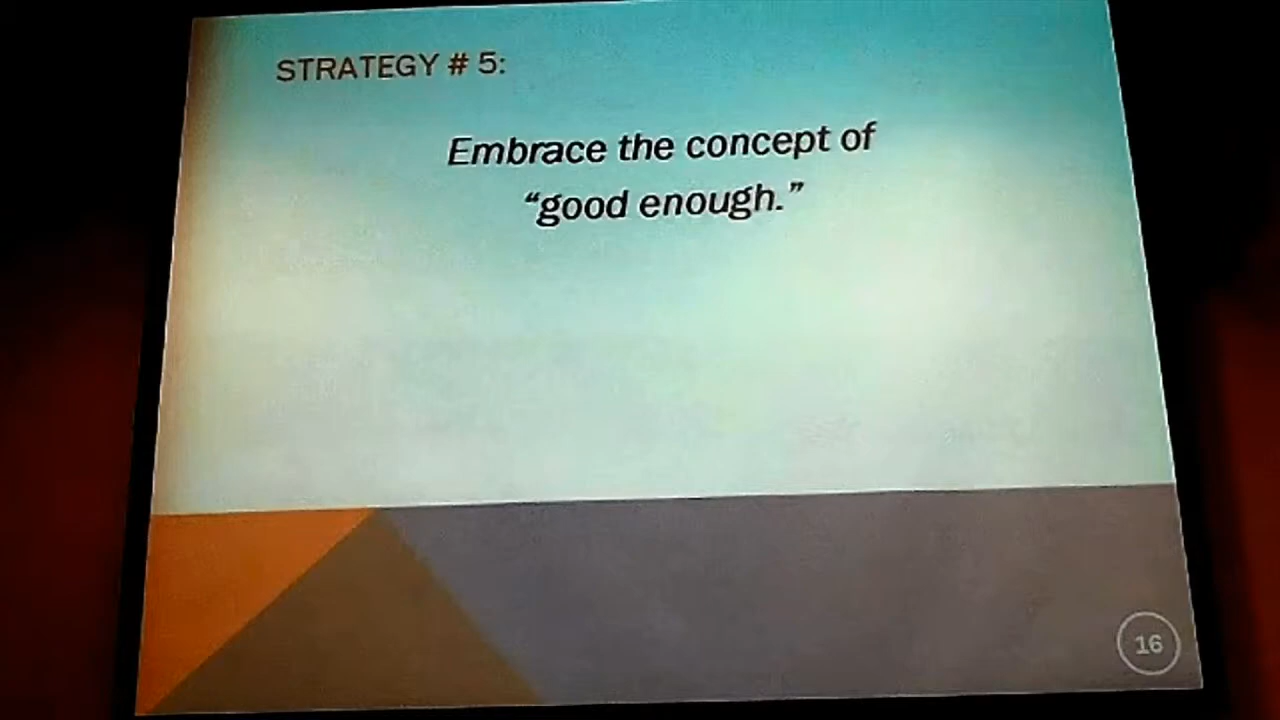 STRATEGY # 5:
Embrace the concept of
“good enough.”
16